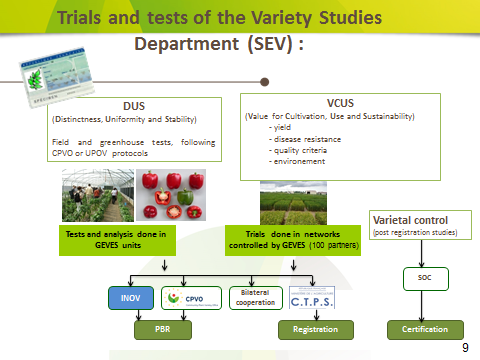 Trials and tests of the Variety Studies
Department (SEV) :
SPECIMEN
DUS
(Distinctness, Uniformity and Stability)
Field and greenhouse tests, following
CPVO or UPOV protocols
VCUS
(Value for Cultivation, Use and Sustainability)
- yield
- disease resistance
- quality criteria
- environement
Tests and analysis done in
GEVES units
Trials done in networks
controlled by GEVES (100 partners)
Varietal control
(post registration studies)
INOV
CPVO
Bilateral
cooperation
C.T.P.S.
SOC
PBR
Registration
Certification
9